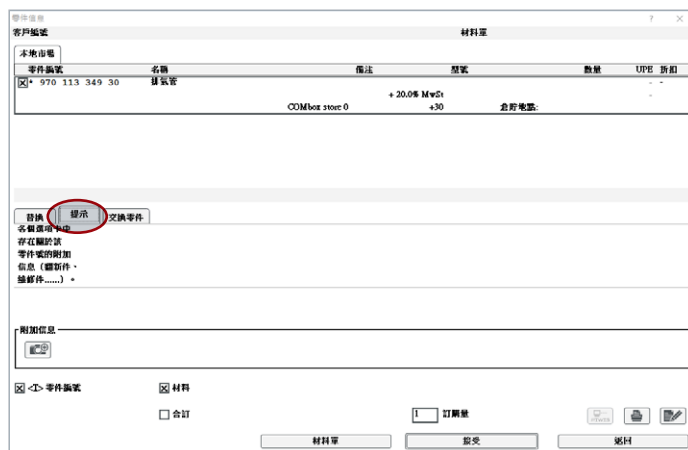 零件信息 ? X
客戶編號 材料單
本地市場
零件編號 名稱 備注 型號 數量 UPE 折扣
* 970 113 349 30 排氣管 - -
+ 20.0% MwSt -
COMbox store 0 +30 倉貯地點:
替換 提示 交換零件
各個選項卡中
存在關於該
零件號的附加
信息（翻新件、
維修件......）。
附加信息
<I> 零件編號 材料
合訂 1 訂購量
材料單 接受 返回